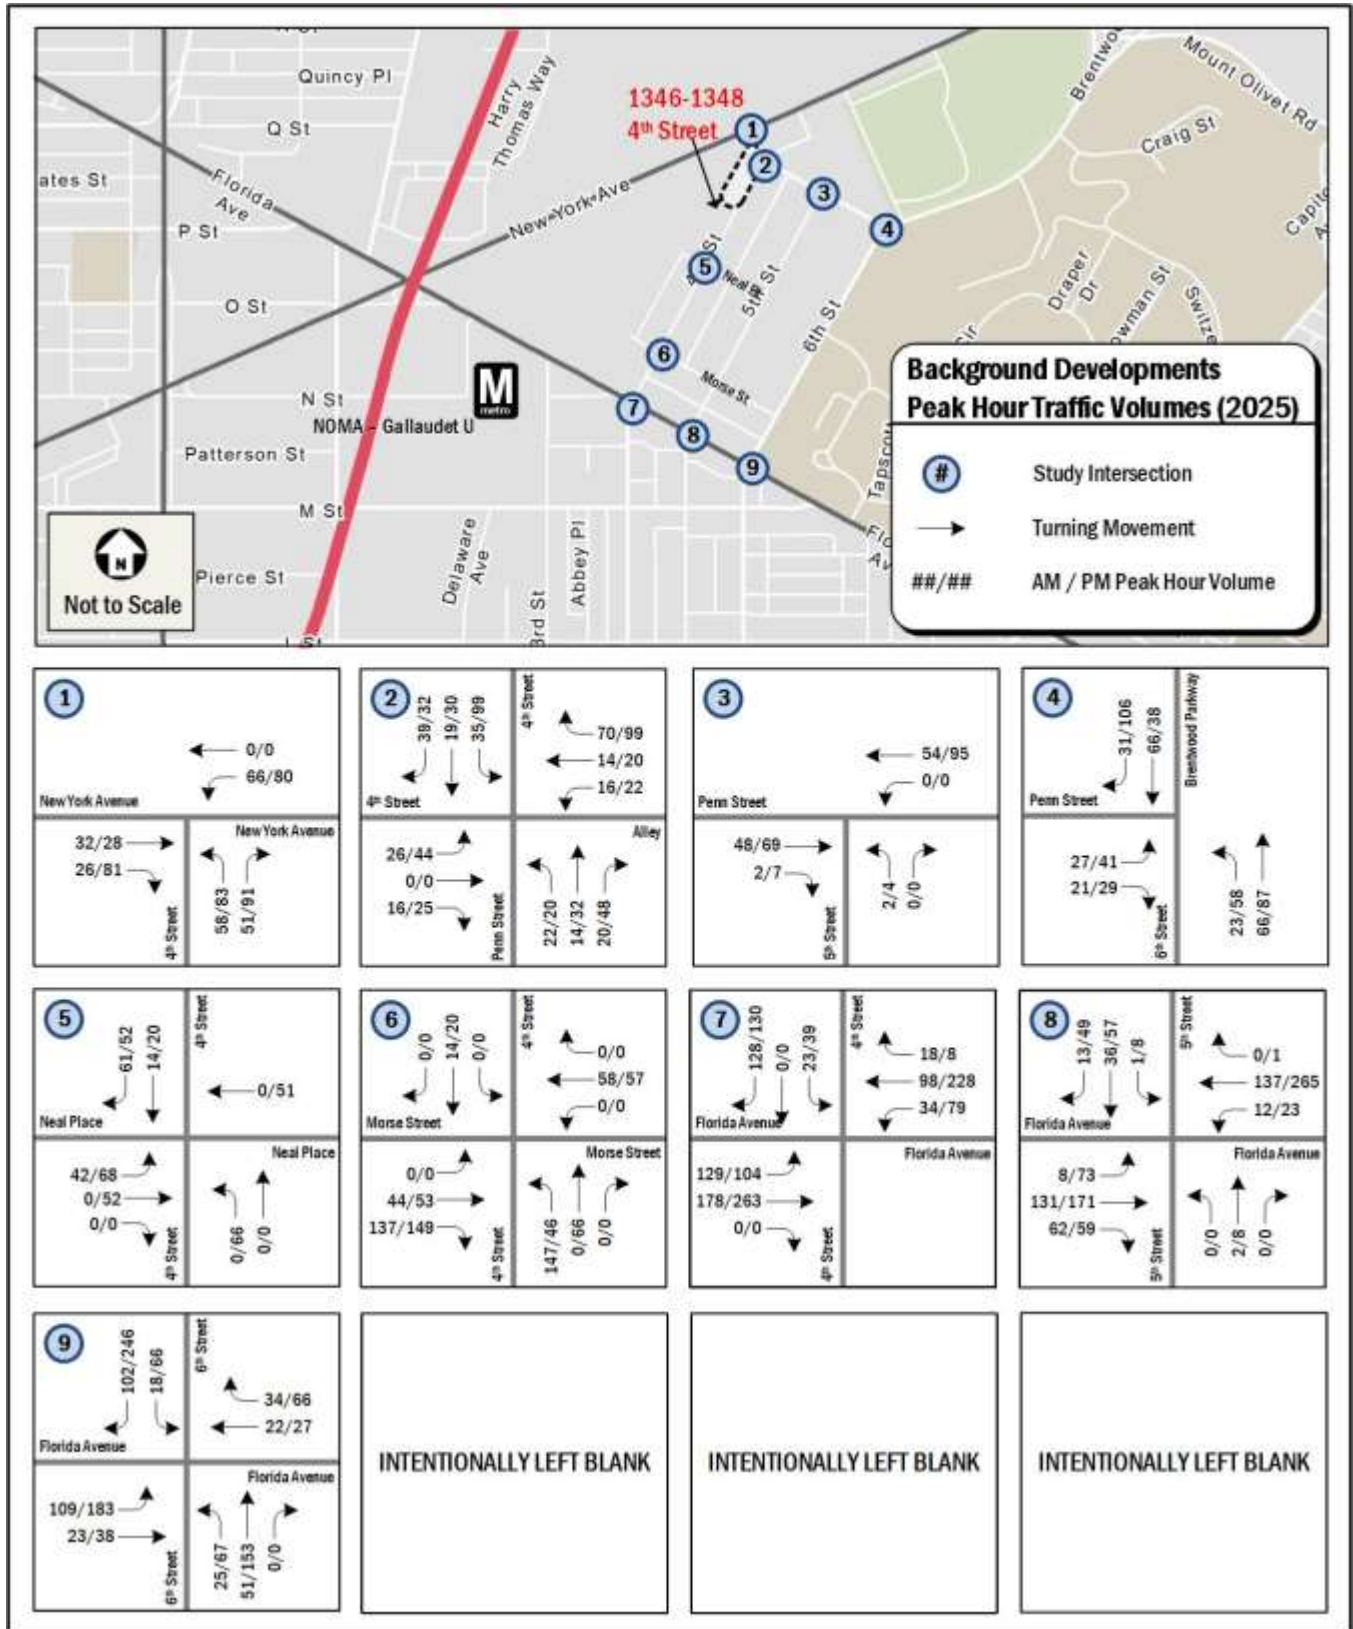 Quincy Pl
Q St
Harry
Thomas Way
1346-1348
4th Street
Mount Olivet Rd
Craig St
Florida
Ave
ates St
P St
New York Ave
O St
5th St
6th St
Draper
Dr
Morse St
N St
NOMA - Gallaudet U
M
metro
Patterson St
M St
Delaware
Ave
Abbey Pl
3rd St
Pierce St
N
Not to Scale
1
2
3
4
5
6
7
8
9
Background Developments
Peak Hour Traffic Volumes (2025)
# Study Intersection
Turning Movement
##/## AM / PM Peak Hour Volume
1
0/0
66/80
New York Avenue
New York Avenue
32/28
26/81
58/83
51/91
4th Street
2
39/32
19/30
35/99
4th Street
70/99
14/20
16/22
4th Street
Alley
26/44
0/0
16/25
Penn Street
22/20
14/32
20/48
3
54/95
0/0
Penn Street
48/69
2/7
5th Street
2/4
0/0
4
31/106
66/38
Brentwood Parkway
Penn Street
27/41
21/29
6th Street
23/58
66/87
5
61/52
14/20
4th Street
0/51
Neal Place
Neal Place
42/68
0/52
0/0
4th Street
0/66
0/0
6
0/0
14/20
0/0
4th Street
0/0
58/57
0/0
Morse Street
Morse Street
0/0
44/53
137/149
4th Street
147/46
0/66
0/0
7
128/130
0/0
23/39
4th Street
18/8
98/228
34/79
Florida Avenue
Florida Avenue
129/104
178/263
0/0
4th Street
8
13/49
36/57
1/8
5th Street
0/1
137/265
12/23
Florida Avenue
Florida Avenue
8/73
131/171
62/59
5th Street
0/0
2/8
0/0
9
102/246
18/66
6th Street
34/66
22/27
Florida Avenue
Florida Avenue
109/183
23/38
6th Street
25/67
51/153
0/0
INTENTIONALLY LEFT BLANK
INTENTIONALLY LEFT BLANK
INTENTIONALLY LEFT BLANK